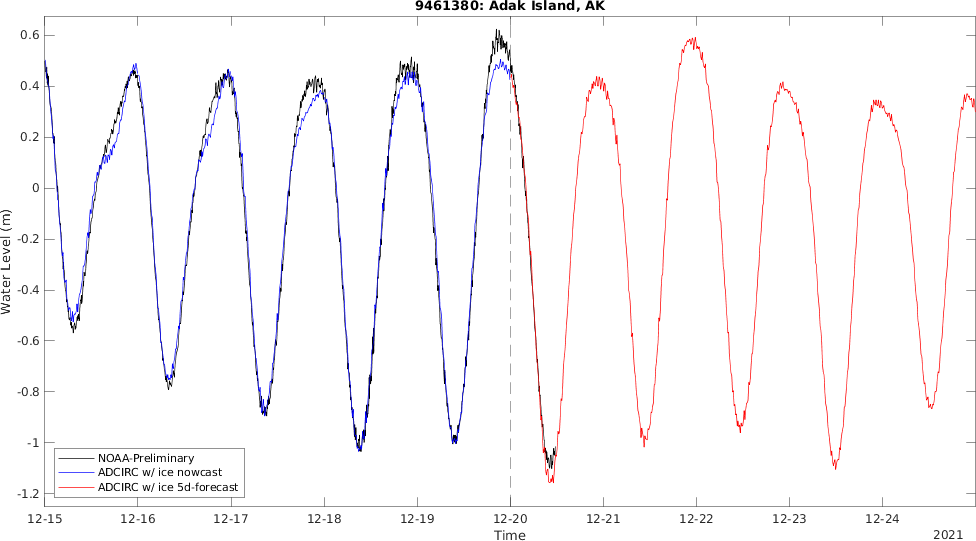 9461380: Adak Island, AK
0.6
0.4
0.2
0
-0.2
-0.4
-0.6
-0.8
-1
-1.2
Water Level (m)
NOAA-Preliminary
ADCIRC w/ ice nowcast
ADCIRC w/ ice 5d-forecast
12-15 12-16 12-17 12-18 12-19 12-20 12-21 12-22 12-23 12-24
Time
2021